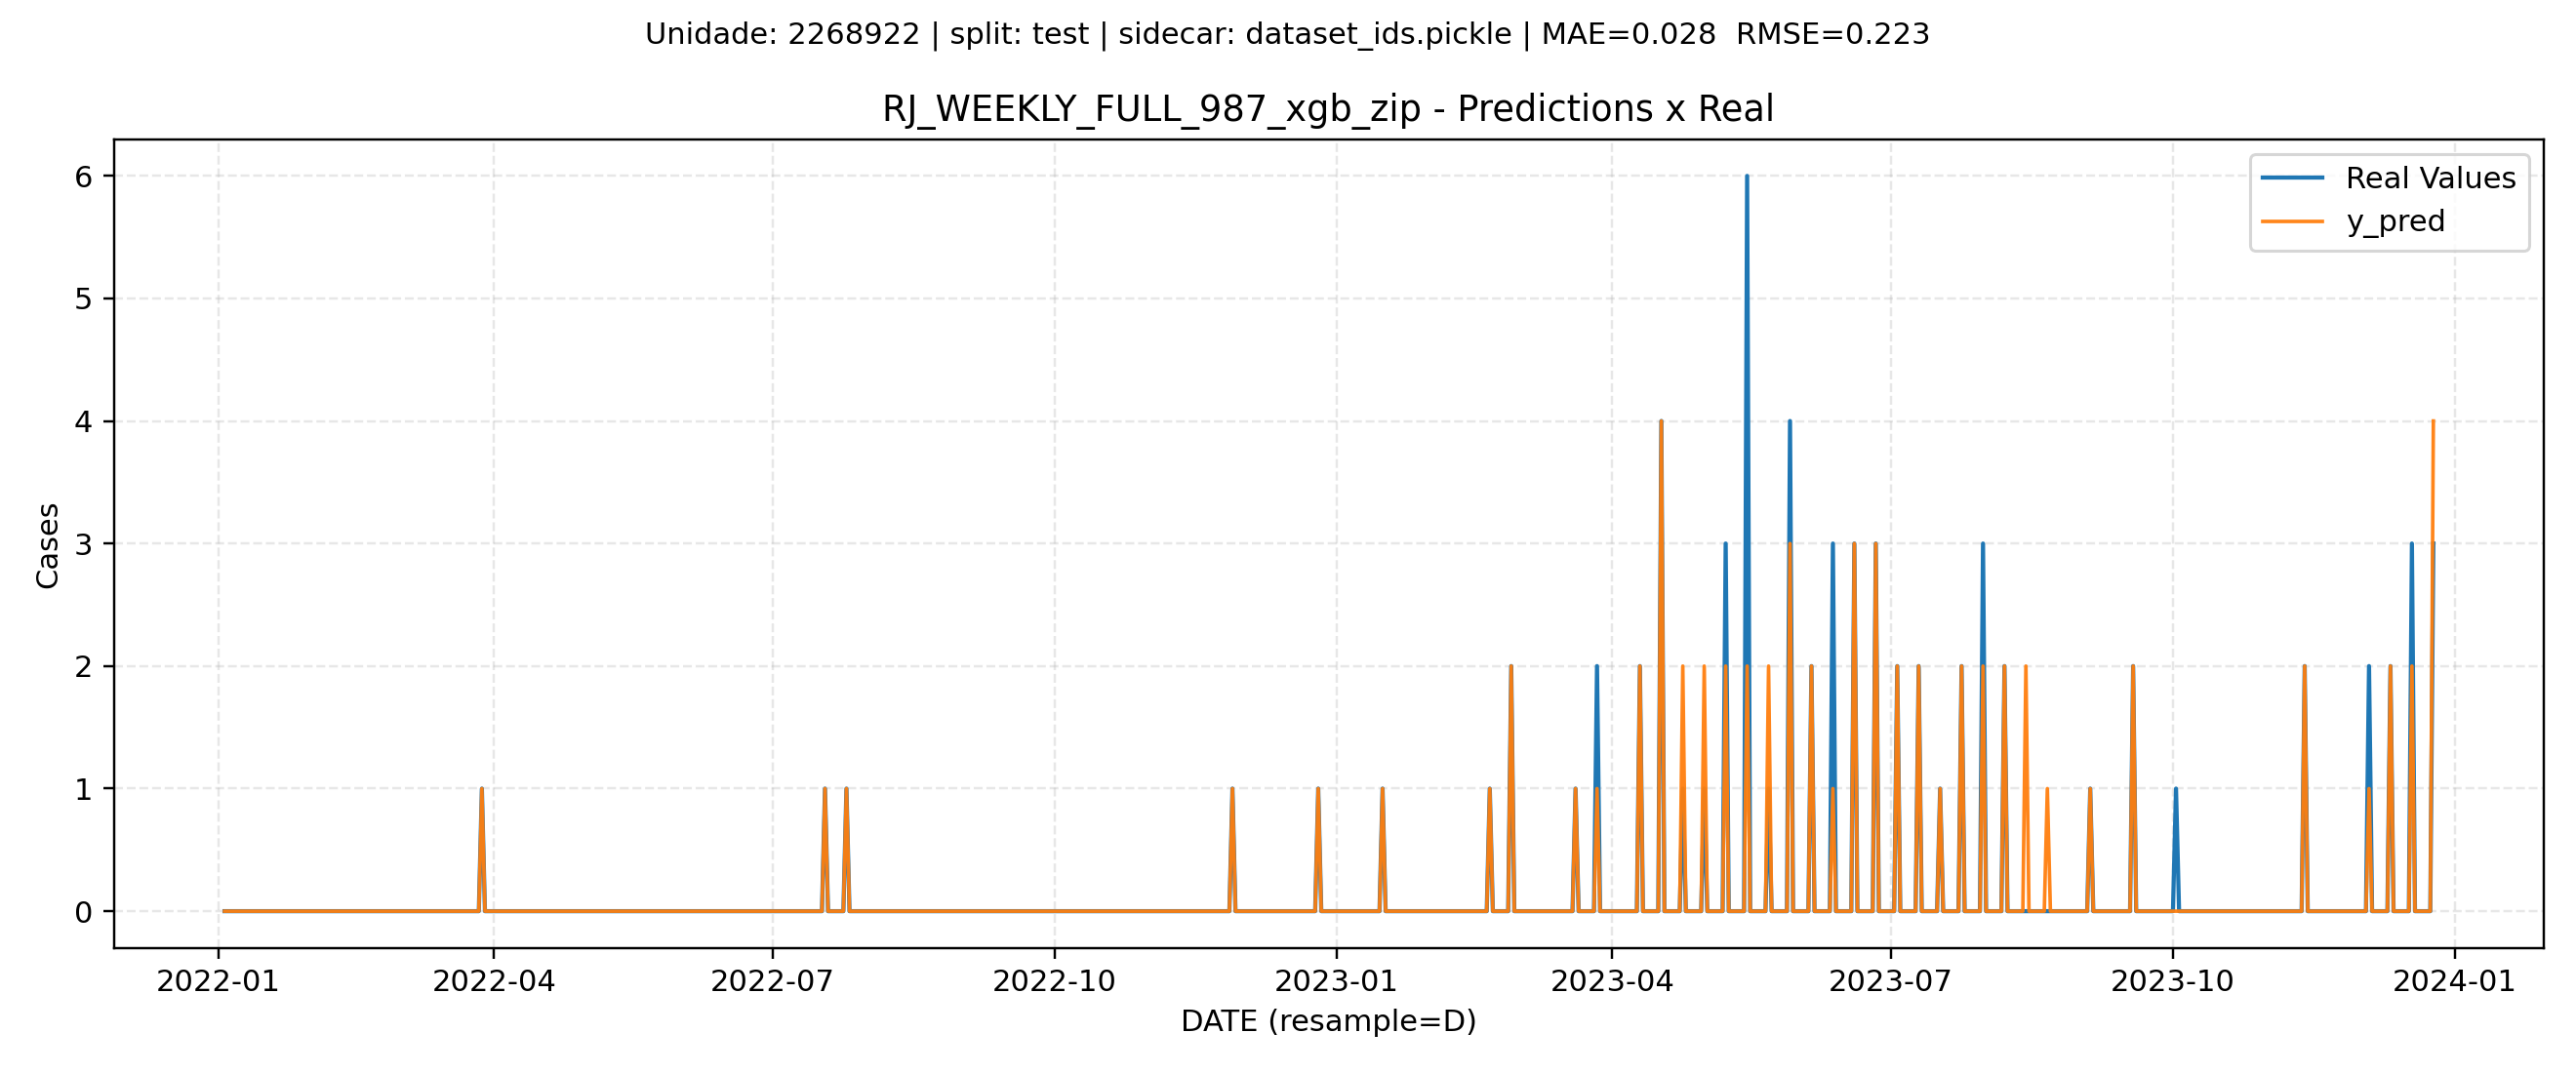 Unidade: 2268922 | split: test | sidecar: dataset_ids.pickle | MAE=0.028  RMSE=0.223
RJ_WEEKLY_FULL_987_xgb_zip - Predictions x Real
Real Values
y_pred
Cases
6
5
4
3
2
1
0
2022-01 2022-04 2022-07 2022-10 2023-01 2023-04 2023-07 2023-10 2024-01
DATE (resample=D)